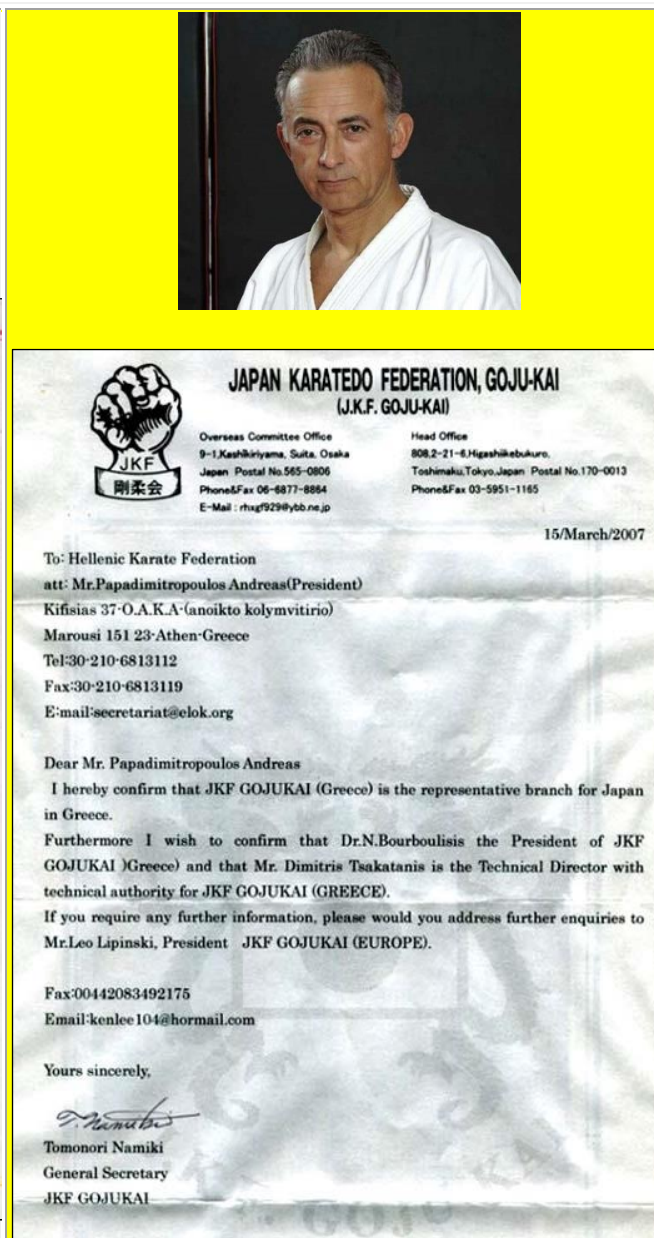 JAPAN KARATEDO FEDERATION, GOJU-KAI
(J.K.F. GOJU-KAI)
JKF
剛柔会
Overseas Committee Office
9-1,Kashikiriyama, Suita, Osaka
Japan Postal No.565-0806
Phone&Fax 06-6877-8864
E-Mail : rhxgf929@ybb.ne.jp
Head Office
808,2-21-6,Higashiikebukuro,
Toshimaku,Tokyo,Japan Postal No.170-0013
Phone&Fax 03-5951-1165
15/March/2007
To: Hellenic Karate Federation
att: Mr.Papadimitropoulos Andreas(President)
Kifisias 37-O.A.K.A-(anoikto kolymvitirio)
Marousi 151 23-Athen-Greece
Tel:30-210-6813112
Fax:30-210-6813119
E-mail:secretariat@elok.org
Dear Mr. Papadimitropoulos Andreas
I hereby confirm that JKF GOJUKAI (Greece) is the representative branch for Japan
in Greece.
Furthermore I wish to confirm that Dr.N.Bourboulisis the President of JKF
GOJUKAI )Greece) and that Mr. Dimitris Tsakatanis is the Technical Director with
technical authority for JKF GOJUKAI (GREECE).
If you require any further information, please would you address further enquiries to
Mr.Leo Lipinski, President JKF GOJUKAI (EUROPE).
Fax:00442083492175
Email:kenlee104@hormail.com
Yours sincerely,
T. Namiki
Tomonori Namiki
General Secretary
JKF GOJUKAI
GOJU